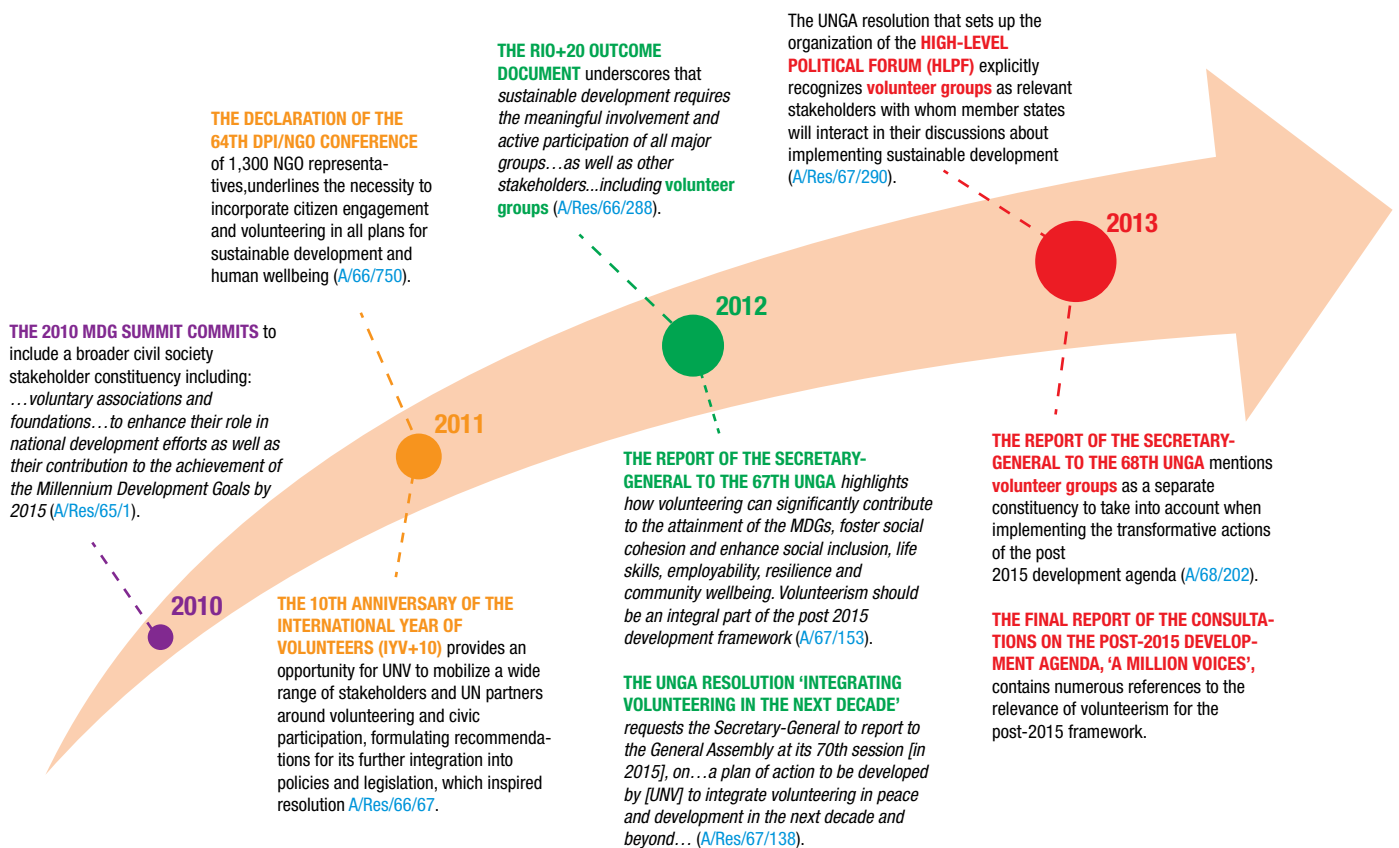 THE 2010 MDG SUMMIT COMMITS to
include a broader civil society
stakeholder constituency including:
…voluntary associations and
foundations…to enhance their role in
national development efforts as well as
their contribution to the achievement of
the Millennium Development Goals by
2015 (A/Res/65/1).
2010
THE DECLARATION OF THE
64TH DPI/NGO CONFERENCE
of 1,300 NGO representa-
tives,underlines the necessity to
incorporate citizen engagement
and volunteering in all plans for
sustainable development and
human wellbeing (A/66/750).
2011
THE 10TH ANNIVERSARY OF THE
INTERNATIONAL YEAR OF
VOLUNTEERS (IYV+10) provides an
opportunity for UNV to mobilize a wide
range of stakeholders and UN partners
around volunteering and civic
participation, formulating recommenda-
tions for its further integration into
policies and legislation, which inspired
resolution A/Res/66/67.
THE RIO+20 OUTCOME
DOCUMENT underscores that
sustainable development requires
the meaningful involvement and
active participation of all major
groups…as well as other
stakeholders...including volunteer
groups (A/Res/66/288).
2012
THE REPORT OF THE SECRETARY-
GENERAL TO THE 67TH UNGA highlights
how volunteering can significantly contribute
to the attainment of the MDGs, foster social
cohesion and enhance social inclusion, life
skills, employability, resilience and
community wellbeing. Volunteerism should
be an integral part of the post 2015
development framework (A/67/153).
THE UNGA RESOLUTION ‘INTEGRATING
VOLUNTEERING IN THE NEXT DECADE’
requests the Secretary-General to report to
the General Assembly at its 70th session [in
2015], on…a plan of action to be developed
by [UNV] to integrate volunteering in peace
and development in the next decade and
beyond… (A/Res/67/138).
The UNGA resolution that sets up the
organization of the HIGH-LEVEL
POLITICAL FORUM (HLPF) explicitly
recognizes volunteer groups as relevant
stakeholders with whom member states
will interact in their discussions about
implementing sustainable development
(A/Res/67/290).
2013
THE REPORT OF THE SECRETARY-
GENERAL TO THE 68TH UNGA mentions
volunteer groups as a separate
constituency to take into account when
implementing the transformative actions
of the post
2015 development agenda (A/68/202).
THE FINAL REPORT OF THE CONSULTA-
TIONS ON THE POST-2015 DEVELOP-
MENT AGENDA, ‘A MILLION VOICES’,
contains numerous references to the
relevance of volunteerism for the
post-2015 framework.